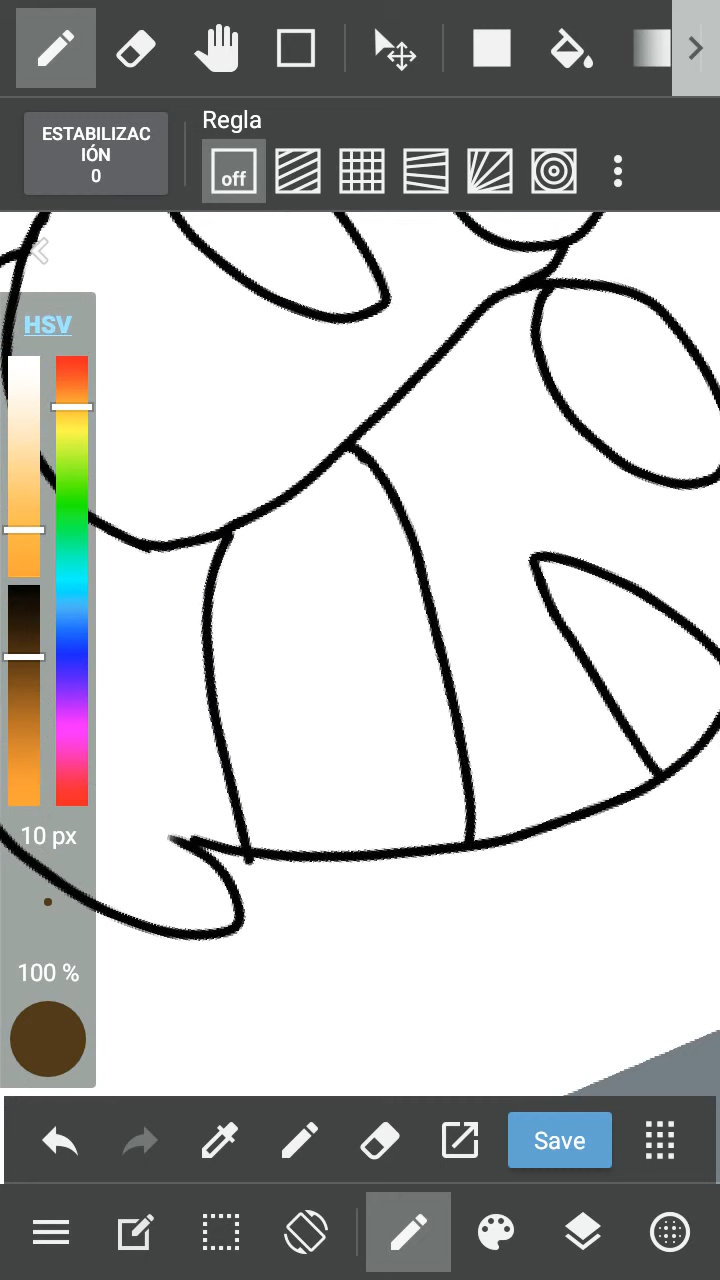 Regla
ESTABILIZAC
IÓN
0
off
HSV
10 px
100 %
Save